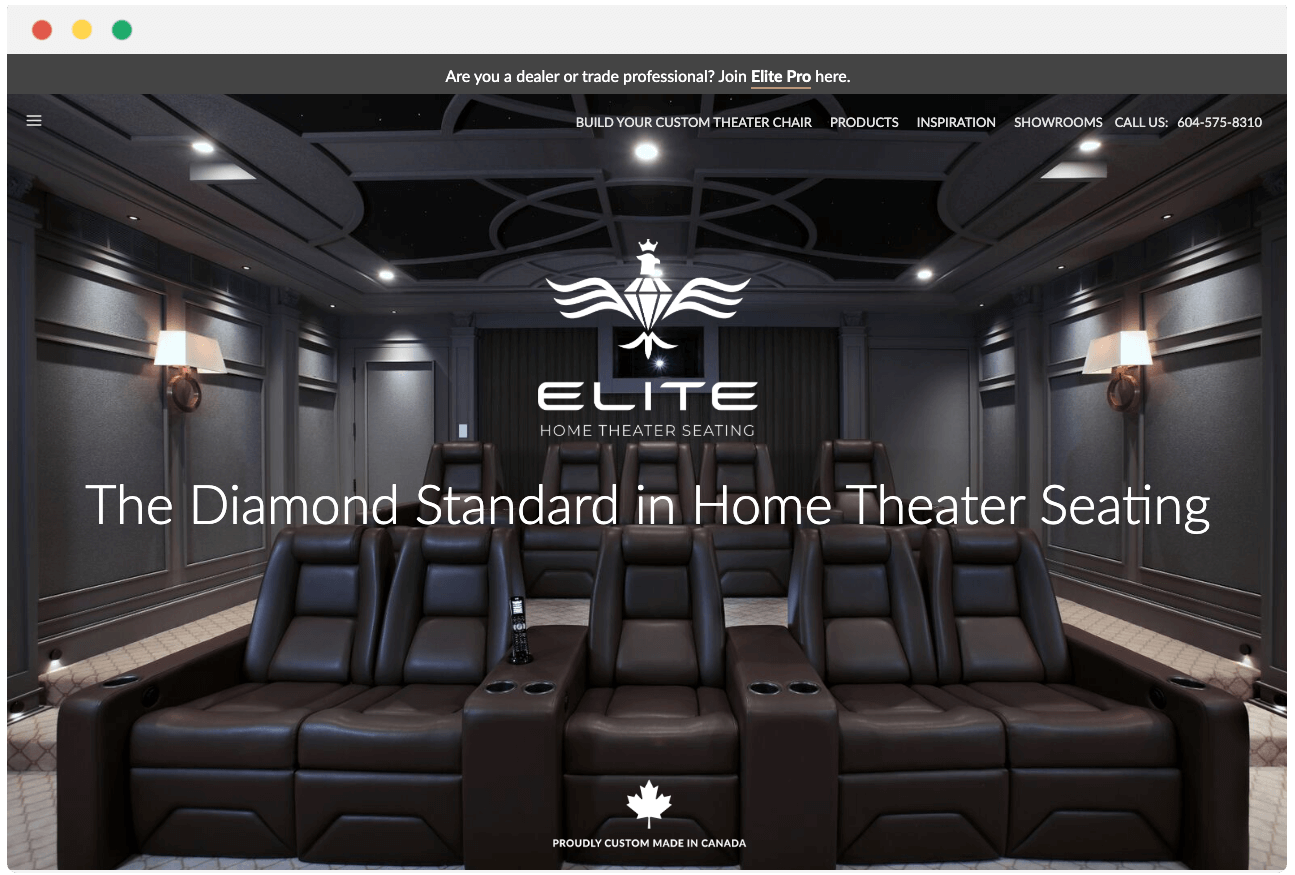 Are you a dealer or trade professional? Join Elite Pro here.
BUILD YOUR CUSTOM THEATER CHAIR PRODUCTS INSPIRATION SHOWROOMS CALL US: 604-575-8310
ELITE
HOME THEATER SEATING
The Diamond Standard in Home Theater Seating
PROUDLY CUSTOM MADE IN CANADA